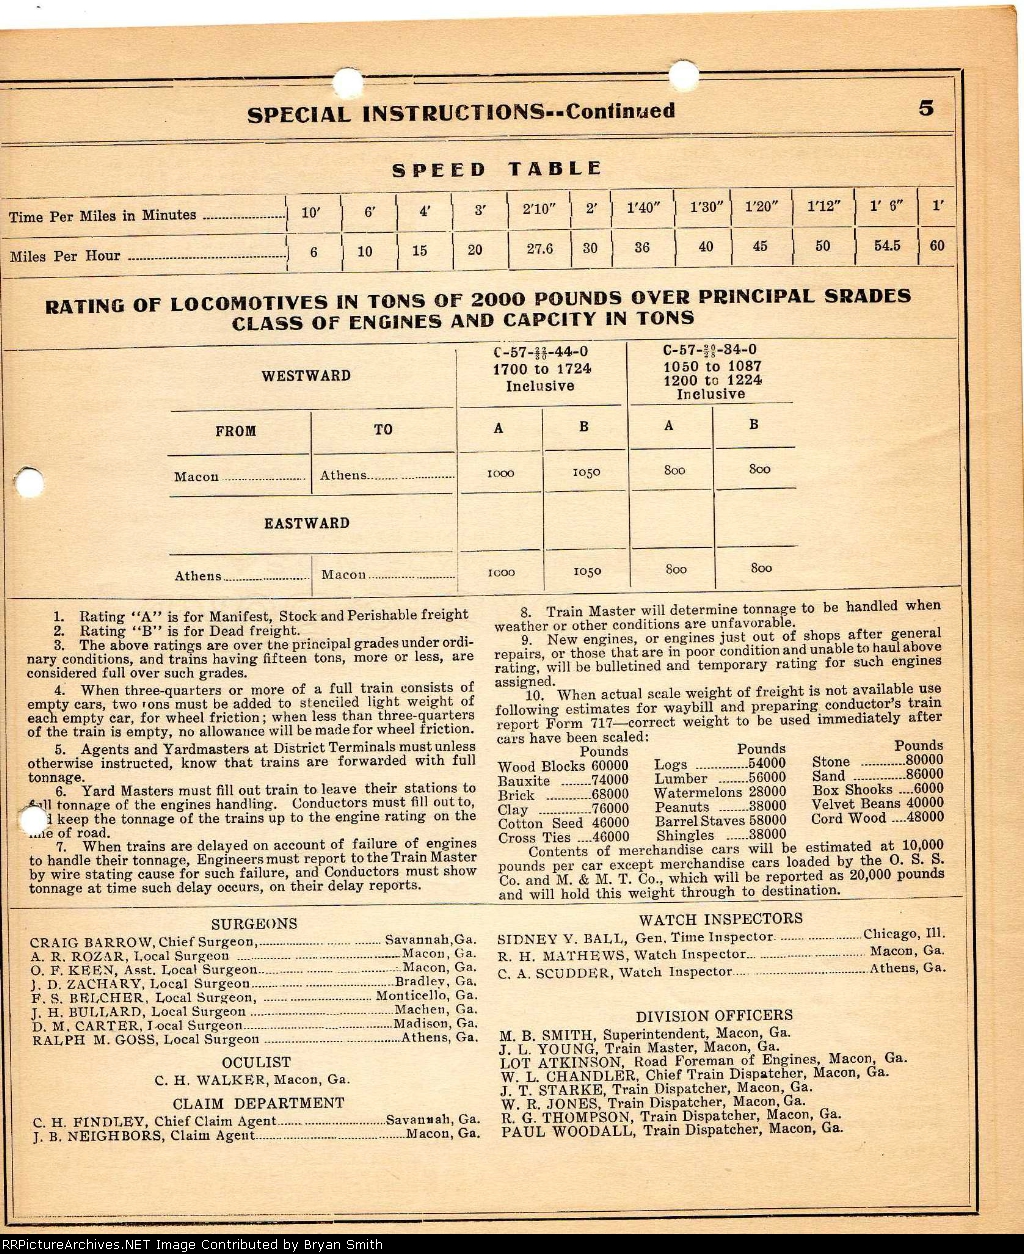 SPECIAL INSTRUCTIONS--Continued 5
SPEED TABLE
Time Per Miles in Minutes 10' 6' 4' 3' 2'10" 2' 1'40" 1'30" 1'20" 1'12" 1' 6" 1'
Miles Per Hour 6 10 15 20 27.6 30 36 40 45 50 54.5 60
RATING OF LOCOMOTIVES IN TONS OF 2000 POUNDS OVER PRINCIPAL SRADES
CLASS OF ENGINES AND CAPCITY IN TONS
WESTWARD
C-57-22/30-44-0
1700 to 1724
Inclusive
C-57-20/28-34-0
1050 to 1087
1200 to 1224
Inclusive
FROM TO A B A B
Macon Athens 1000 1050 800 800
EASTWARD
Athens Macon 1000 1050 800 800
1. Rating "A" is for Manifest, Stock and Perishable freight
2. Rating "B" is for Dead freight.
3. The above ratings are over the principal grades under ordi-
nary conditions, and trains having fifteen tons, more or less, are
considered full over such grades.
4. When three-quarters or more of a full train consists of
empty cars, two tons must be added to stenciled light weight of
each empty car, for wheel friction; when less than three-quarters
of the train is empty, no allowance will be made for wheel friction.
5. Agents and Yardmasters at District Terminals must unless
otherwise instructed, know that trains are forwarded with full
tonnage.
6. Yard Masters must fill out train to leave their stations to
full tonnage of the engines handling. Conductors must fill out to,
keep the tonnage of the trains up to the engine rating on the
of road.
7. When trains are delayed on account of failure of engines
to handle their tonnage, Engineers must report to the Train Master
by wire stating cause for such failure, and Conductors must show
tonnage at time such delay occurs, on their delay reports.
8. Train Master will determine tonnage to be handled when
weather or other conditions are unfavorable.
9. New engines, or engines just out of shops after general
repairs, or those that are in poor condition and unable to haul above
rating, will be bulletined and temporary rating for such engines
assigned.
10. When actual scale weight of freight is not available use
following estimates for waybill and preparing conductor's train
report Form 717—correct weight to be used immediately after
cars have been scaled:
Pounds Pounds Pounds
Wood Blocks 60000 Logs 54000 Stone 80000
Bauxite 74000 Lumber 56000 Sand 86000
Brick 68000 Watermelons 28000 Box Shooks 6000
Clay 76000 Peanuts 38000 Velvet Beans 40000
Cotton Seed 46000 Barrel Staves 58000 Cord Wood 48000
Cross Ties 46000 Shingles 38000
Contents of merchandise cars will be estimated at 10,000
pounds per car except merchandise cars loaded by the O. S. S.
Co. and M. & M. T. Co., which will be reported as 20,000 pounds
and will hold this weight through to destination.
SURGEONS
CRAIG BARROW, Chief Surgeon, Savannah, Ga.
A. R. ROZAR, Local Surgeon Macon, Ga.
O. F. KEEN, Asst. Local Surgeon Macon, Ga.
J. D. ZACHARY, Local Surgeon Bradley, Ga.
F. S. BELCHER, Local Surgeon, Monticello, Ga.
J. H. BULLARD, Local Surgeon Machen, Ga.
D. M. CARTER, Local Surgeon Madison, Ga.
RALPH M. GOSS, Local Surgeon Athens, Ga.
OCULIST
C. H. WALKER, Macon, Ga.
CLAIM DEPARTMENT
C. H. FINDLEY, Chief Claim Agent Savannah, Ga.
J. B. NEIGHBORS, Claim Agent Macon, Ga.
WATCH INSPECTORS
SIDNEY Y. BALL, Gen. Time Inspector Chicago, Ill.
R. H. MATHEWS, Watch Inspector Macon, Ga.
C. A. SCUDDER, Watch Inspector Athens, Ga.
DIVISION OFFICERS
M. B. SMITH, Superintendent, Macon, Ga.
J. L. YOUNG, Train Master, Macon, Ga.
LOT ATKINSON, Road Foreman of Engines, Macon, Ga.
W. L. CHANDLER, Chief Train Dispatcher, Macon, Ga.
J. T. STARKE, Train Dispatcher, Macon, Ga.
W. R. JONES, Train Dispatcher, Macon, Ga.
R. G. THOMPSON, Train Dispatcher, Macon, Ga.
PAUL WOODALL, Train Dispatcher, Macon, Ga.
RRPictureArchives.NET Image Contributed by Bryan Smith